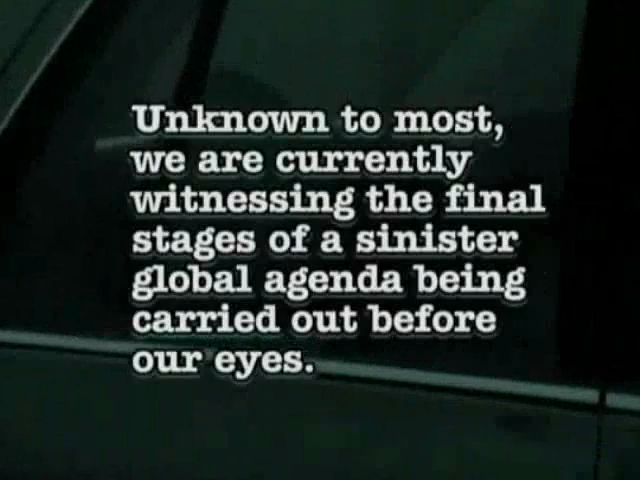 Unknown to most,
we are currently
witnessing the final
stages of a sinister
global agenda being
carried out before
our eyes.